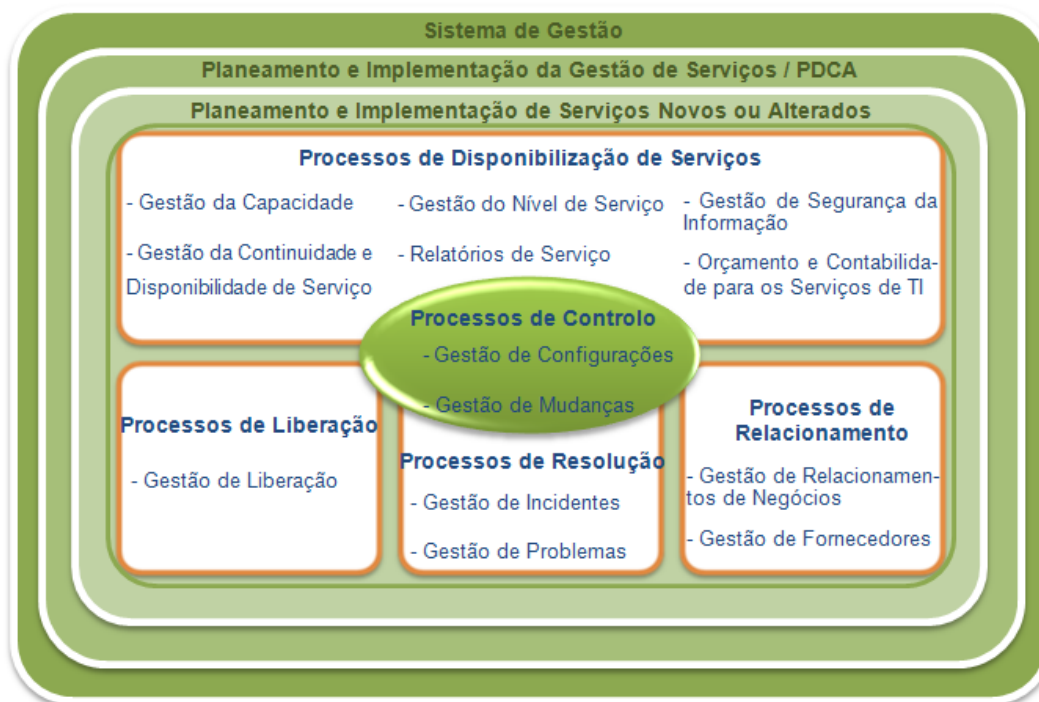 Sistema de Gestão
Planeamento e Implementação da Gestão de Serviços / PDCA
Planeamento e Implementação de Serviços Novos ou Alterados
Processos de Disponibilização de Serviços
- Gestão da Capacidade
- Gestão da Continuidade e
Disponibilidade de Serviço
- Gestão do Nível de Serviço
- Relatórios de Serviço
- Gestão de Segurança da
Informação
- Orçamento e Contabilida-
de para os Serviços de TI
Processos de Controlo
- Gestão de Configurações
- Gestão de Mudanças
Processos de Liberação
- Gestão de Liberação
Processos de Resolução
- Gestão de Incidentes
- Gestão de Problemas
Processos de
Relacionamento
- Gestão de Relacionamen-
tos de Negócios
- Gestão de Fornecedores